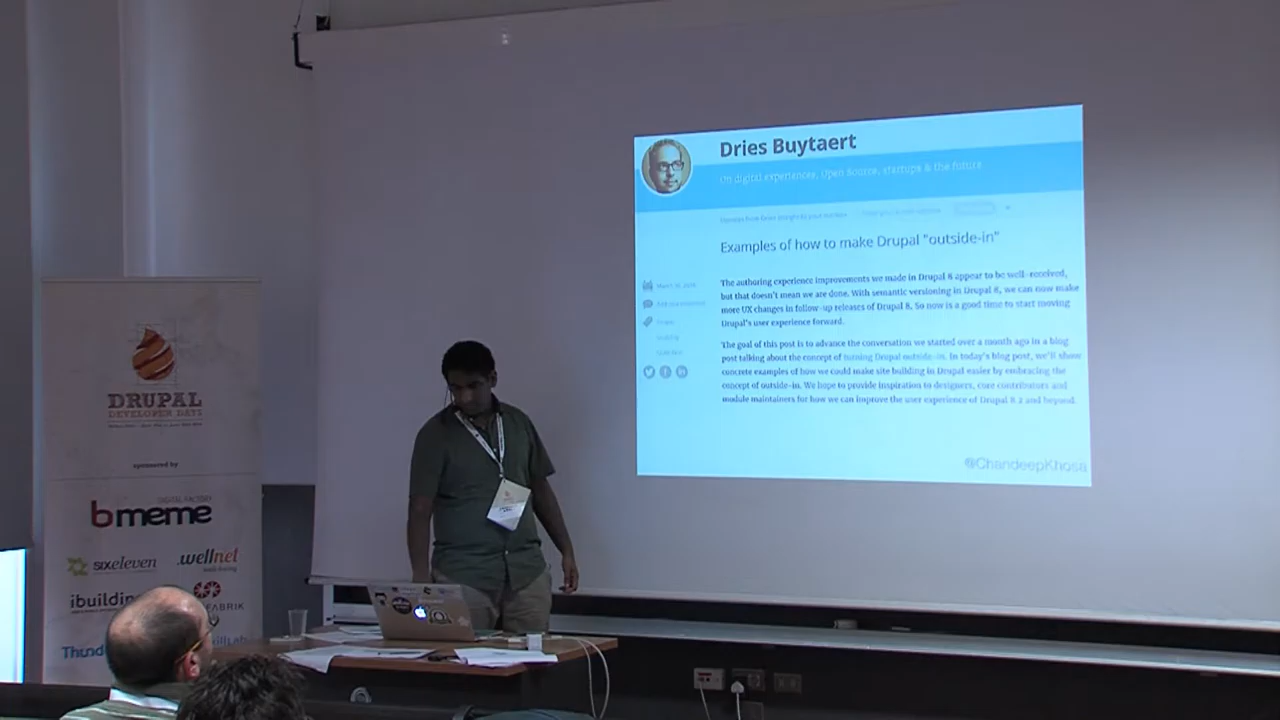 Dries Buytaert
On digital experiences, Open Source, startups & the future
Examples of how to make Drupal "outside-in"
The authoring experience improvements we made in Drupal 8 appear to be well-received,
but that doesn't mean we are done. With semantic versioning in Drupal 8, we can now make
more UX changes in follow-up releases of Drupal 8. So now is a good time to start moving
Drupal's user experience forward.
The goal of this post is to advance the conversation we started over a month ago in a blog
post talking about the concept of turning Drupal outside-in. In today's blog post, we'll show
concrete examples of how we could make site building in Drupal easier by embracing the
concept of outside-in. We hope to provide inspiration to designers, core contributors and
module maintainers for how we can improve the user experience of Drupal 8.2 and beyond.
@ChandeepKhosa
DRUPAL
DEVELOPER DAYS
sponsored by
DIGITAL FACTORY
bmeme
sixeleven
.wellnet
ibuilding
FABRIK
Thund